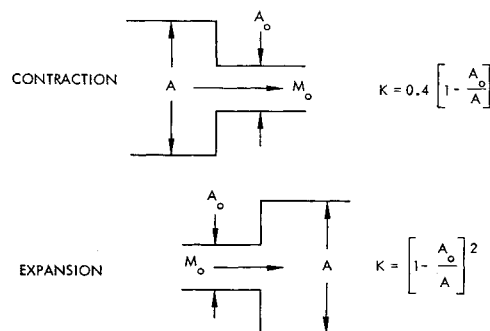 A₀
CONTRACTION
A
M₀
K = 0.4 [1 - A₀/A]
A₀
EXPANSION
M₀
A
K = [1 - A₀/A]²